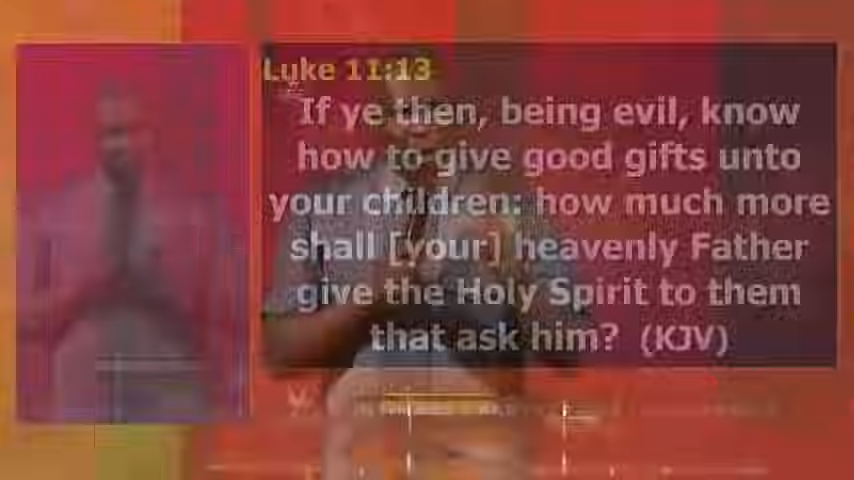 Luke 11:13
If ye then, being evil, know
how to give good gifts unto
your children: how much more
shall [your] heavenly Father
give the Holy Spirit to them
that ask him? (KJV)